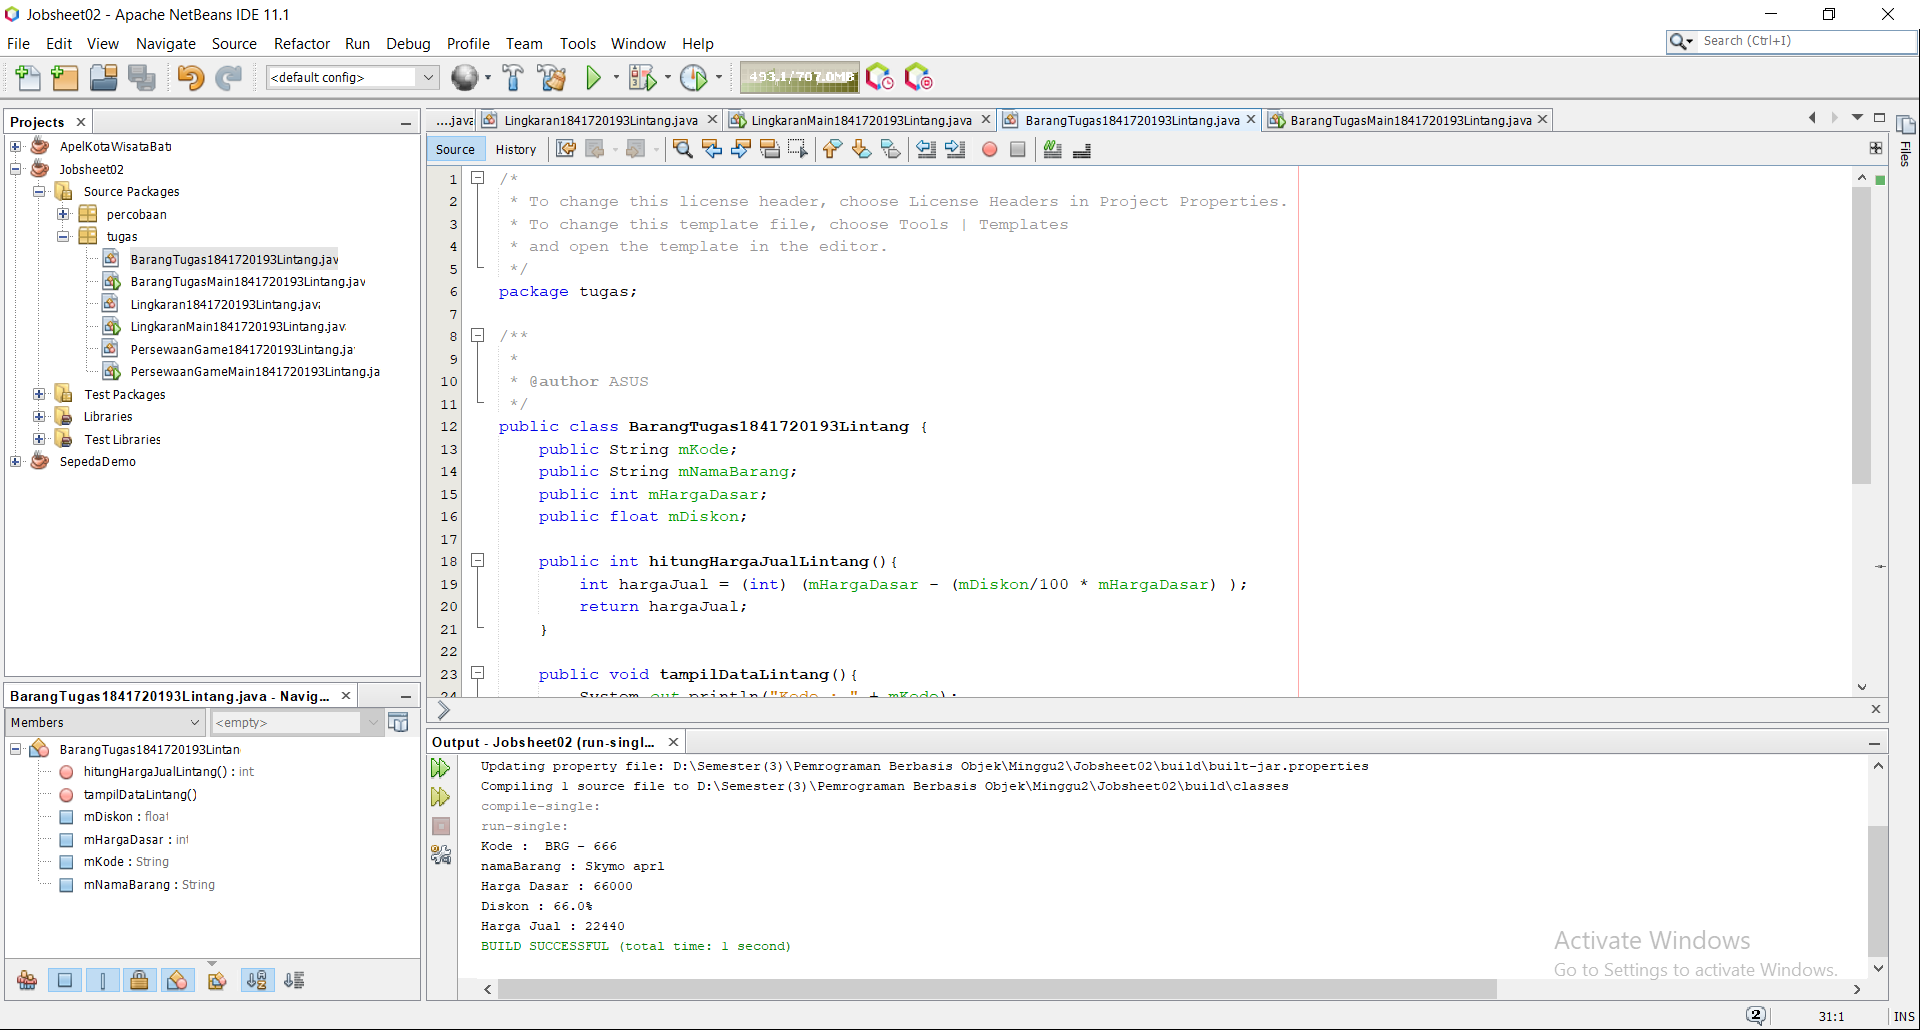 Jobsheet02 - Apache NetBeans IDE 11.1
File Edit View Navigate Source Refactor Run Debug Profile Team Tools Window Help
Search (Ctrl+I)
<default config>
493.1/707.0MB
Projects
ApelKotaWisataBat
Jobsheet02
Source Packages
percobaan
tugas
BarangTugas1841720193Lintang.jav
BarangTugasMain1841720193Lintang.jav
Lingkaran1841720193Lintang.java
LingkaranMain1841720193Lintang.jav
PersewaanGame1841720193Lintang.ja
PersewaanGameMain1841720193Lintang.ja
Test Packages
Libraries
Test Libraries
SepedaDemo
BarangTugas1841720193Lintang.java - Navig...
Members
<empty>
BarangTugas1841720193Lintan
hitungHargaJualLintang() : int
tampilDataLintang()
mDiskon : float
mHargaDasar : int
mKode : String
mNamaBarang : String
....java Lingkaran1841720193Lintang.java LingkaranMain1841720193Lintang.java BarangTugas1841720193Lintang.java BarangTugasMain1841720193Lintang.java
Source History
Files
1 /*
2 * To change this license header, choose License Headers in Project Properties.
3 * To change this template file, choose Tools | Templates
4 * and open the template in the editor.
5 */
6 package tugas;
7
8 /**
9 *
10 * @author ASUS
11 */
12 public class BarangTugas1841720193Lintang {
13 public String mKode;
14 public String mNamaBarang;
15 public int mHargaDasar;
16 public float mDiskon;
17
18 public int hitungHargaJualLintang(){
19 int hargaJual = (int) (mHargaDasar - (mDiskon/100 * mHargaDasar) );
20 return hargaJual;
21 }
22
23 public void tampilDataLintang(){
24 System.out.println("Kode : " + mKode);
Output - Jobsheet02 (run-singl...
Updating property file: D:\Semester(3)\Pemrograman Berbasis Objek\Minggu2\Jobsheet02\build\built-jar.properties
Compiling 1 source file to D:\Semester(3)\Pemrograman Berbasis Objek\Minggu2\Jobsheet02\build\classes
compile-single:
run-single:
Kode : BRG - 666
namaBarang : Skymo aprl
Harga Dasar : 66000
Diskon : 66.0%
Harga Jual : 22440
BUILD SUCCESSFUL (total time: 1 second)
Activate Windows
Go to Settings to activate Windows.
2
31:1
INS